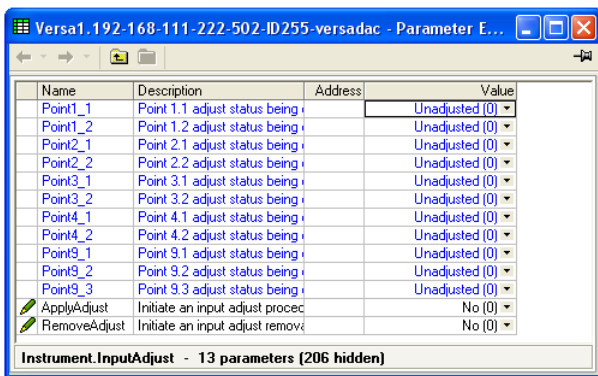 Versa1.192-168-111-222-502-ID255-versadac - Parameter E...
Name Description Address Value
Point1_1 Point 1.1 adjust status being Unadjusted (0)
Point1_2 Point 1.2 adjust status being Unadjusted (0)
Point2_1 Point 2.1 adjust status being Unadjusted (0)
Point2_2 Point 2.2 adjust status being Unadjusted (0)
Point3_1 Point 3.1 adjust status being Unadjusted (0)
Point3_2 Point 3.2 adjust status being Unadjusted (0)
Point4_1 Point 4.1 adjust status being Unadjusted (0)
Point4_2 Point 4.2 adjust status being Unadjusted (0)
Point9_1 Point 9.1 adjust status being Unadjusted (0)
Point9_2 Point 9.2 adjust status being Unadjusted (0)
Point9_3 Point 9.3 adjust status being Unadjusted (0)
ApplyAdjust Initiate an input adjust proced No (0)
RemoveAdjust Initiate an input adjust remova No (0)
Instrument.InputAdjust - 13 parameters (206 hidden)